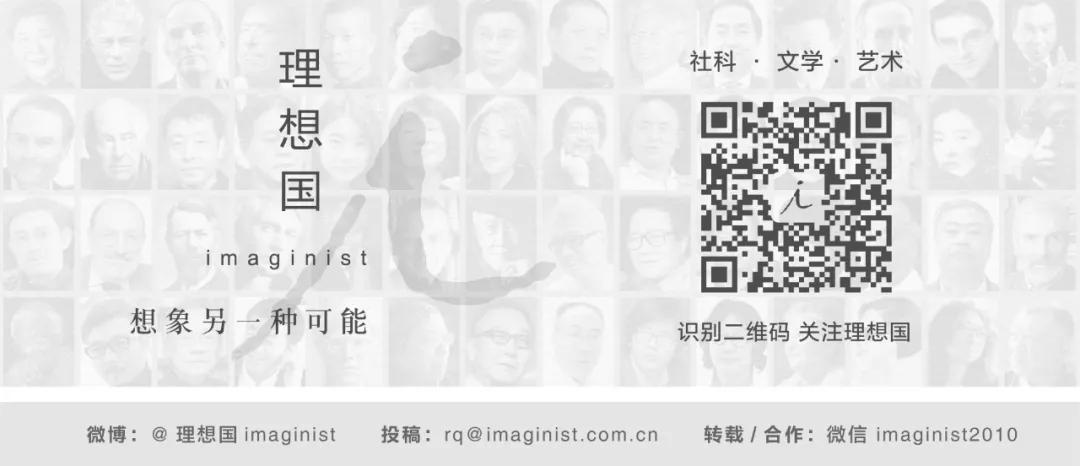 理想国
imaginist
想象另一种可能
社科 · 文学 · 艺术
i
识别二维码 关注理想国
微博：@ 理想国 imaginist 投稿：rq@imaginist.com.cn 转载 / 合作：微信 imaginist2010